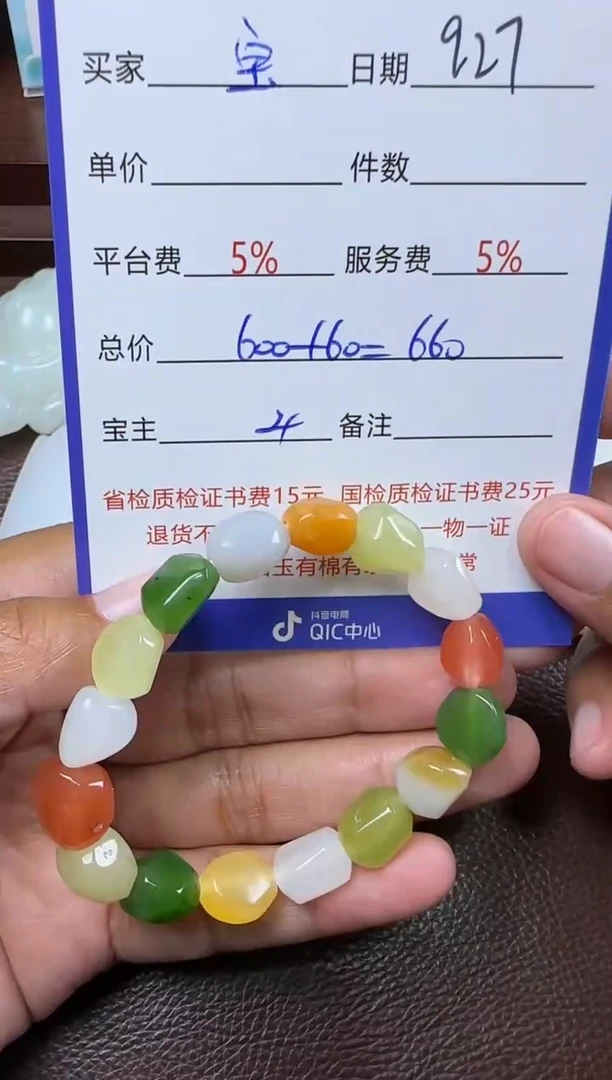 买家 宝 日期 927
单价 件数
平台费 5% 服务费 5%
总价 600+60=660
宝主 4 备注
省检质检证书费15元 国检质检证书费25元
退货不 一物一证
玉有棉有 常
抖音电商
QIC中心